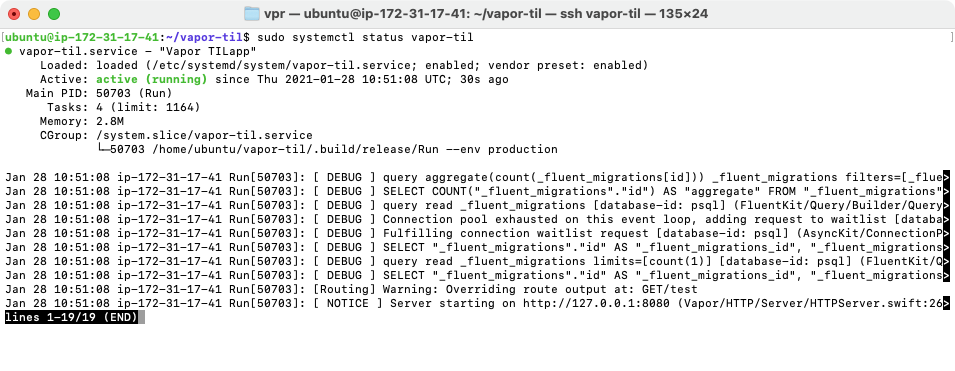 vpr — ubuntu@ip-172-31-17-41: ~/vapor-til — ssh vapor-til — 135×24
[ubuntu@ip-172-31-17-41:~/vapor-til$ sudo systemctl status vapor-til ]
● vapor-til.service - "Vapor TILapp"
Loaded: loaded (/etc/systemd/system/vapor-til.service; enabled; vendor preset: enabled)
Active: active (running) since Thu 2021-01-28 10:51:08 UTC; 30s ago
Main PID: 50703 (Run)
Tasks: 4 (limit: 1164)
Memory: 2.8M
CGroup: /system.slice/vapor-til.service
└─50703 /home/ubuntu/vapor-til/.build/release/Run --env production
Jan 28 10:51:08 ip-172-31-17-41 Run[50703]: [ DEBUG ] query aggregate(count(_fluent_migrations[id])) _fluent_migrations filters=[_flue>
Jan 28 10:51:08 ip-172-31-17-41 Run[50703]: [ DEBUG ] SELECT COUNT("_fluent_migrations"."id") AS "aggregate" FROM "_fluent_migrations">
Jan 28 10:51:08 ip-172-31-17-41 Run[50703]: [ DEBUG ] query read _fluent_migrations [database-id: psql] (FluentKit/Query/Builder/Query>
Jan 28 10:51:08 ip-172-31-17-41 Run[50703]: [ DEBUG ] Connection pool exhausted on this event loop, adding request to waitlist [databa>
Jan 28 10:51:08 ip-172-31-17-41 Run[50703]: [ DEBUG ] Fulfilling connection waitlist request [database-id: psql] (AsyncKit/ConnectionP>
Jan 28 10:51:08 ip-172-31-17-41 Run[50703]: [ DEBUG ] SELECT "_fluent_migrations"."id" AS "_fluent_migrations_id", "_fluent_migrations>
Jan 28 10:51:08 ip-172-31-17-41 Run[50703]: [ DEBUG ] query read _fluent_migrations limits=[count(1)] [database-id: psql] (FluentKit/Q>
Jan 28 10:51:08 ip-172-31-17-41 Run[50703]: [ DEBUG ] SELECT "_fluent_migrations"."id" AS "_fluent_migrations_id", "_fluent_migrations>
Jan 28 10:51:08 ip-172-31-17-41 Run[50703]: [Routing] Warning: Overriding route output at: GET/test
Jan 28 10:51:08 ip-172-31-17-41 Run[50703]: [ NOTICE ] Server starting on http://127.0.0.1:8080 (Vapor/HTTP/Server/HTTPServer.swift:26>
lines 1-19/19 (END)